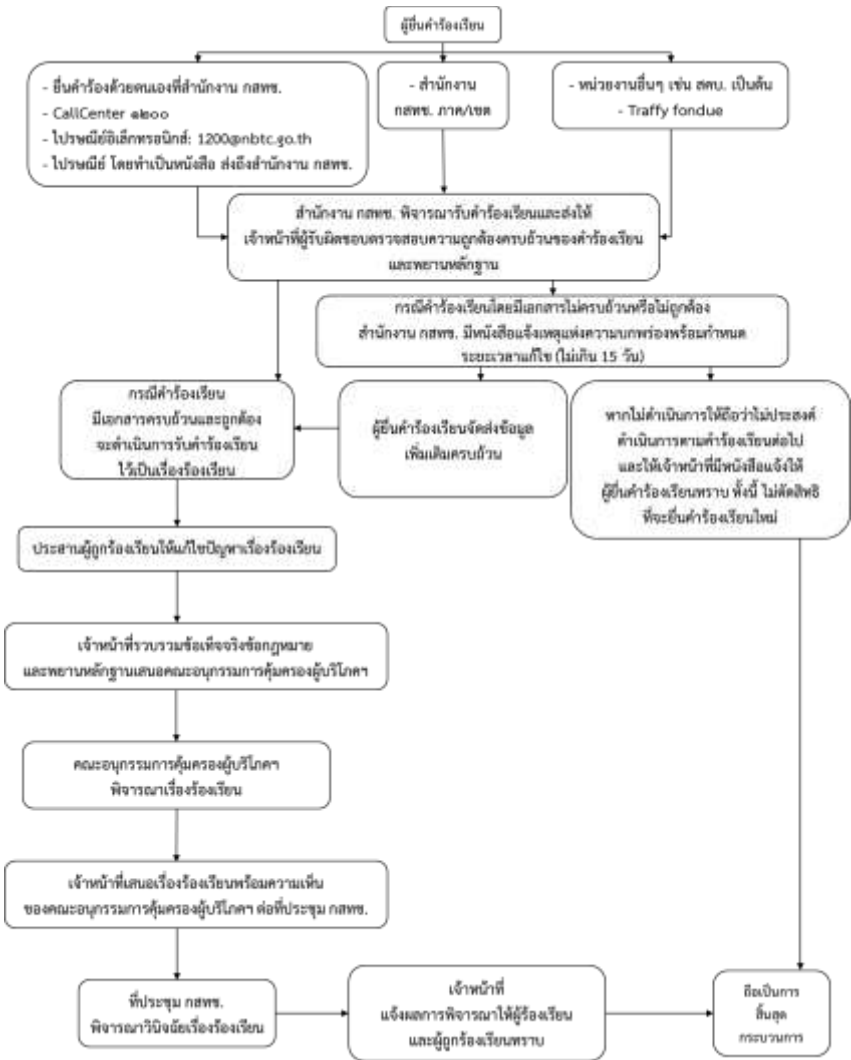 ผู้ยื่นคำร้องเรียน
- ยื่นคำร้องด้วยตนเองที่สำนักงาน กสทช.
- CallCenter ๑๒๐๐
- ไปรษณีย์อิเล็กทรอนิกส์: 1200@nbtc.go.th
- ไปรษณีย์ โดยทำเป็นหนังสือ ส่งถึงสำนักงาน กสทช.
- สำนักงาน
กสทช. ภาค/เขต
- หน่วยงานอื่นๆ เช่น สคบ. เป็นต้น
- Traffy fondue
สำนักงาน กสทช. พิจารณารับคำร้องเรียนและส่งให้
เจ้าหน้าที่ผู้รับผิดชอบตรวจสอบความถูกต้องครบถ้วนของคำร้องเรียน
และพยานหลักฐาน
กรณีคำร้องเรียนโดยมีเอกสารไม่ครบถ้วนหรือไม่ถูกต้อง
สำนักงาน กสทช. มีหนังสือแจ้งเหตุแห่งความบกพร่องพร้อมกำหนด
ระยะเวลาแก้ไข (ไม่เกิน 15 วัน)
กรณีคำร้องเรียน
มีเอกสารครบถ้วนและถูกต้อง
จะดำเนินการรับคำร้องเรียน
ไว้เป็นเรื่องร้องเรียน
ผู้ยื่นคำร้องเรียนจัดส่งข้อมูล
เพิ่มเติมครบถ้วน
หากไม่ดำเนินการให้ถือว่าไม่ประสงค์
ดำเนินการตามคำร้องเรียนต่อไป
และให้เจ้าหน้าที่มีหนังสือแจ้งให้
ผู้ยื่นคำร้องเรียนทราบ ทั้งนี้ ไม่ตัดสิทธิ
ที่จะยื่นคำร้องเรียนใหม่
ประสานผู้ถูกร้องเรียนให้แก้ไขปัญหาเรื่องร้องเรียน
เจ้าหน้าที่รวบรวมข้อเท็จจริงข้อกฎหมาย
และพยานหลักฐานเสนอคณะอนุกรรมการคุ้มครองผู้บริโภคฯ
คณะอนุกรรมการคุ้มครองผู้บริโภคฯ
พิจารณาเรื่องร้องเรียน
เจ้าหน้าที่เสนอเรื่องร้องเรียนพร้อมความเห็น
ของคณะอนุกรรมการคุ้มครองผู้บริโภคฯ ต่อที่ประชุม กสทช.
ที่ประชุม กสทช.
พิจารณาวินิจฉัยเรื่องร้องเรียน
เจ้าหน้าที่
แจ้งผลการพิจารณาให้ผู้ร้องเรียน
และผู้ถูกร้องเรียนทราบ
ถือเป็นการ
สิ้นสุด
กระบวนการ